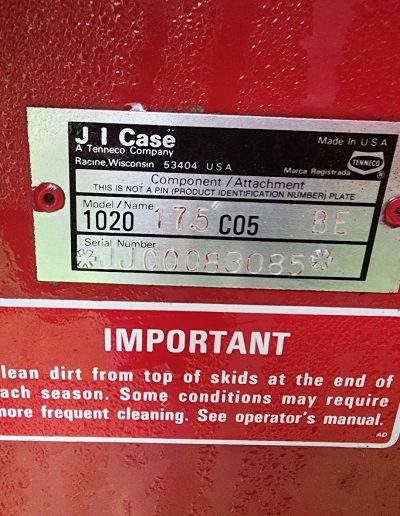 J I Case
A Tenneco Company
Racine, Wisconsin 53404 USA
Made In USA
TENNECO
®
Marca Registrada
Component/Attachment
THIS IS NOT A PIN (PRODUCT IDENTIFICATION NUMBER) PLATE
Model/Name
1020 17.5 C05 BE
Serial Number
*JJC0083085*
IMPORTANT
lean dirt from top of skids at the end of
ach season. Some conditions may require
more frequent cleaning. See operator's manual.
AD